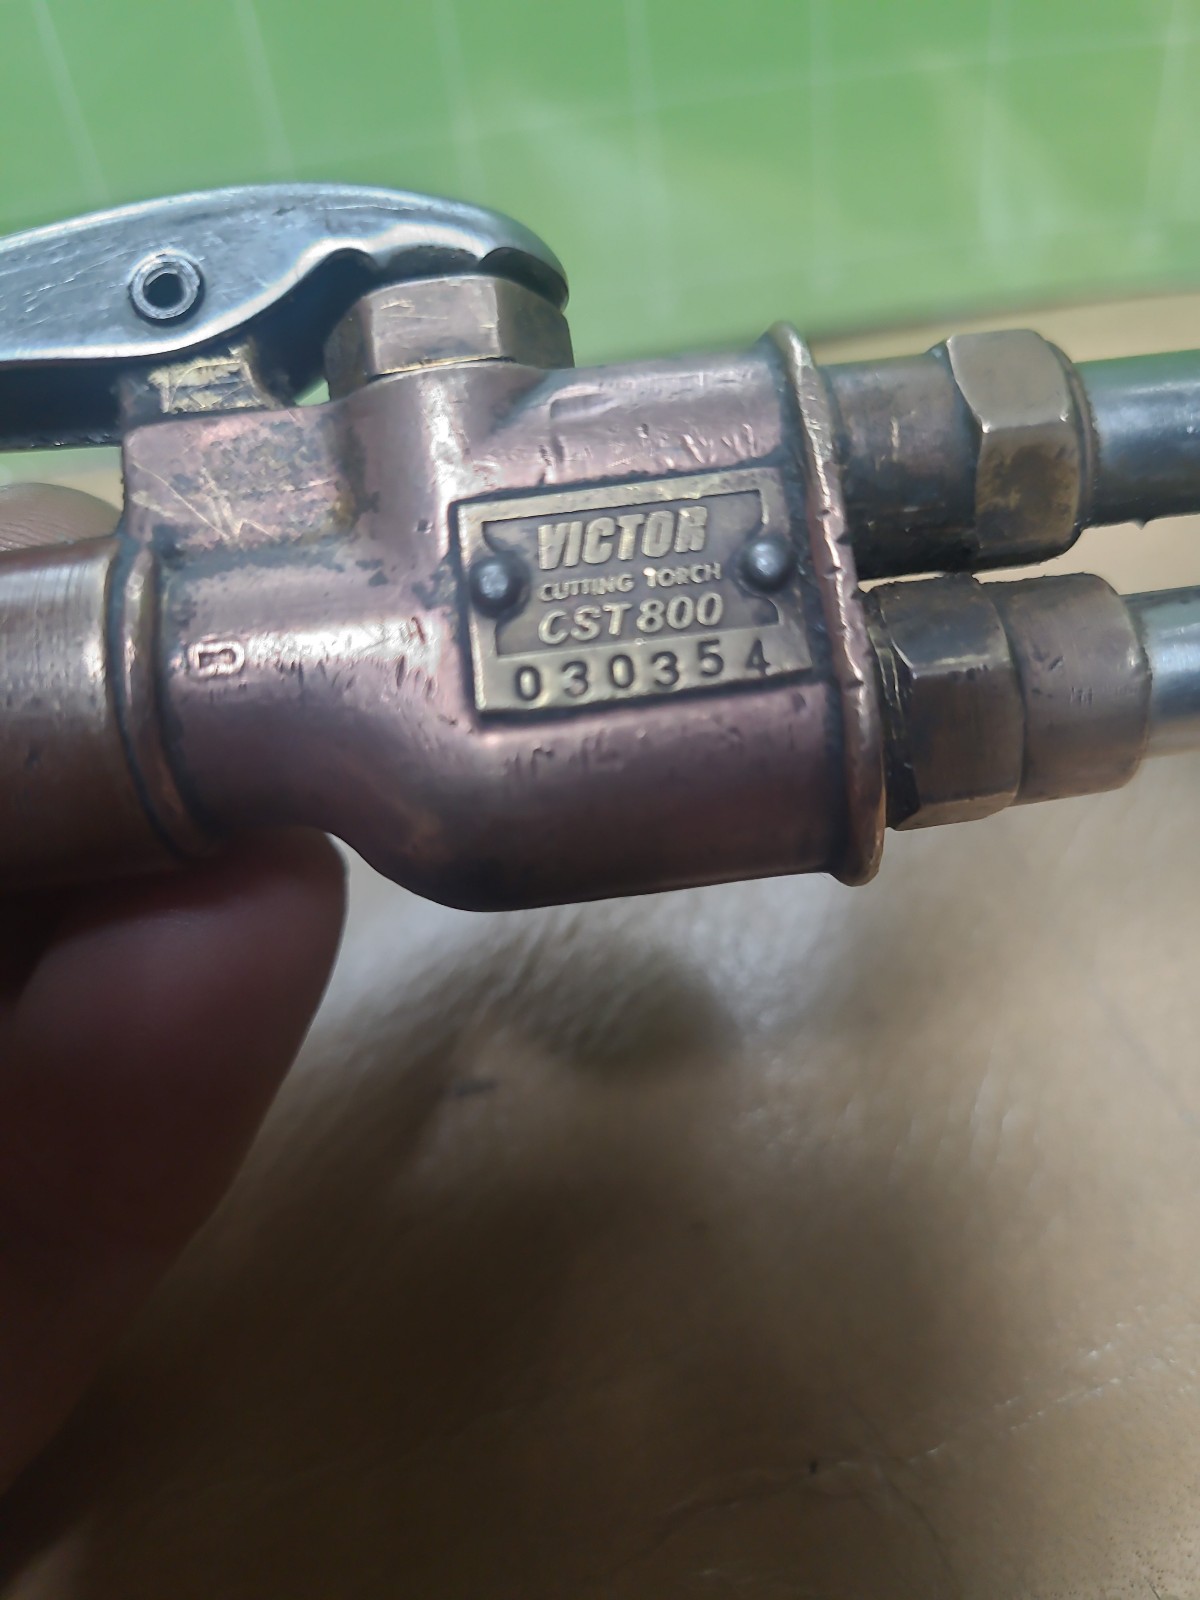 VICTOR
CUTTING TORCH
CST800
030354